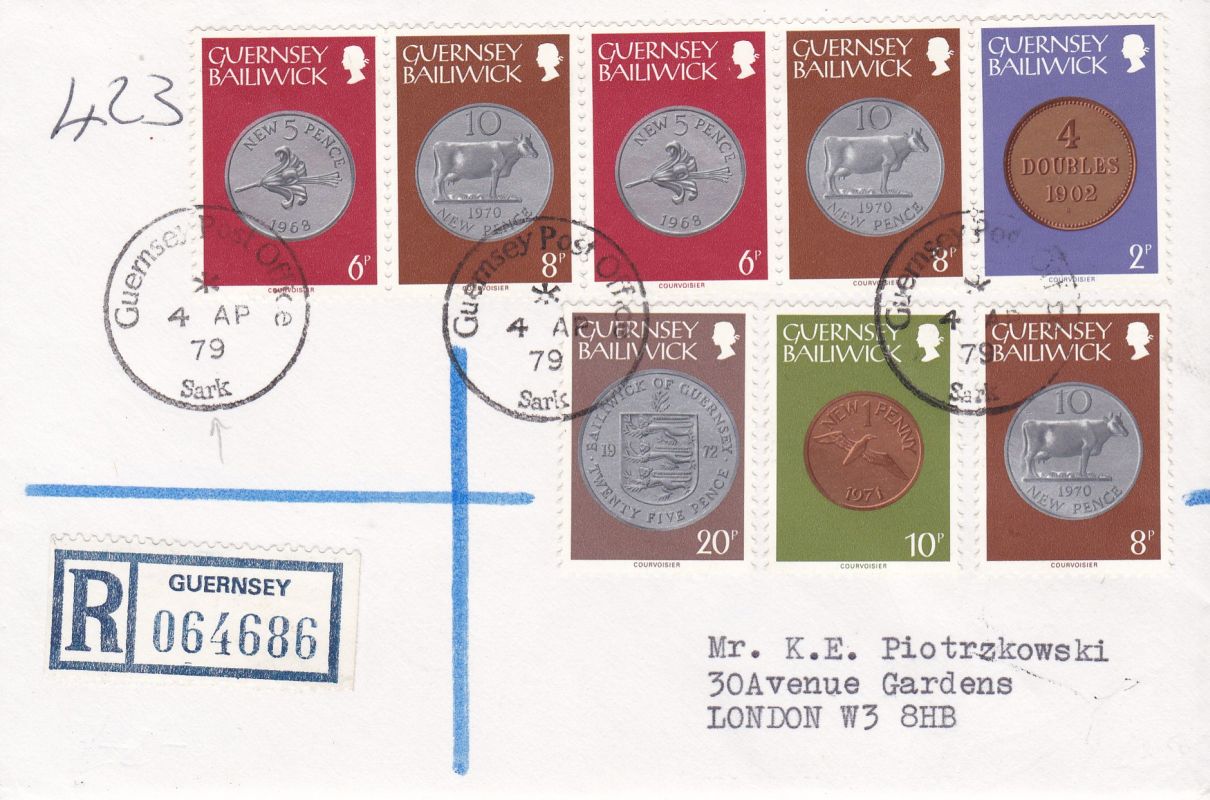 423
GUERNSEY
BAILIWICK
NEW 5 PENCE
1968
6P
COURVOISIER
GUERNSEY
BAILIWICK
10
1970
NEW PENCE
8P
COURVOISIER
GUERNSEY
BAILIWICK
NEW 5 PENCE
1968
6P
COURVOISIER
GUERNSEY
BAILIWICK
10
1970
NEW PENCE
8P
COURVOISIER
GUERNSEY
BAILIWICK
4
DOUBLES
1902
2P
COURVOISIER
Guernsey Post Office
4 AP
79
Sark
Guernsey Post Office
4 AP
79
Sark
Guernsey Post Office
4 AP
79
Sark
GUERNSEY
BAILIWICK
BAILIWICK OF GUERNSEY
19 72
TWENTY FIVE PENCE
20P
COURVOISIER
GUERNSEY
BAILIWICK
NEW 1 PENNY
1971
10P
COURVOISIER
GUERNSEY
BAILIWICK
10
1970
NEW PENCE
8P
COURVOISIER
R
GUERNSEY
064686
Mr. K.E. Piotrzkowski
30Avenue Gardens
LONDON W3 8HB